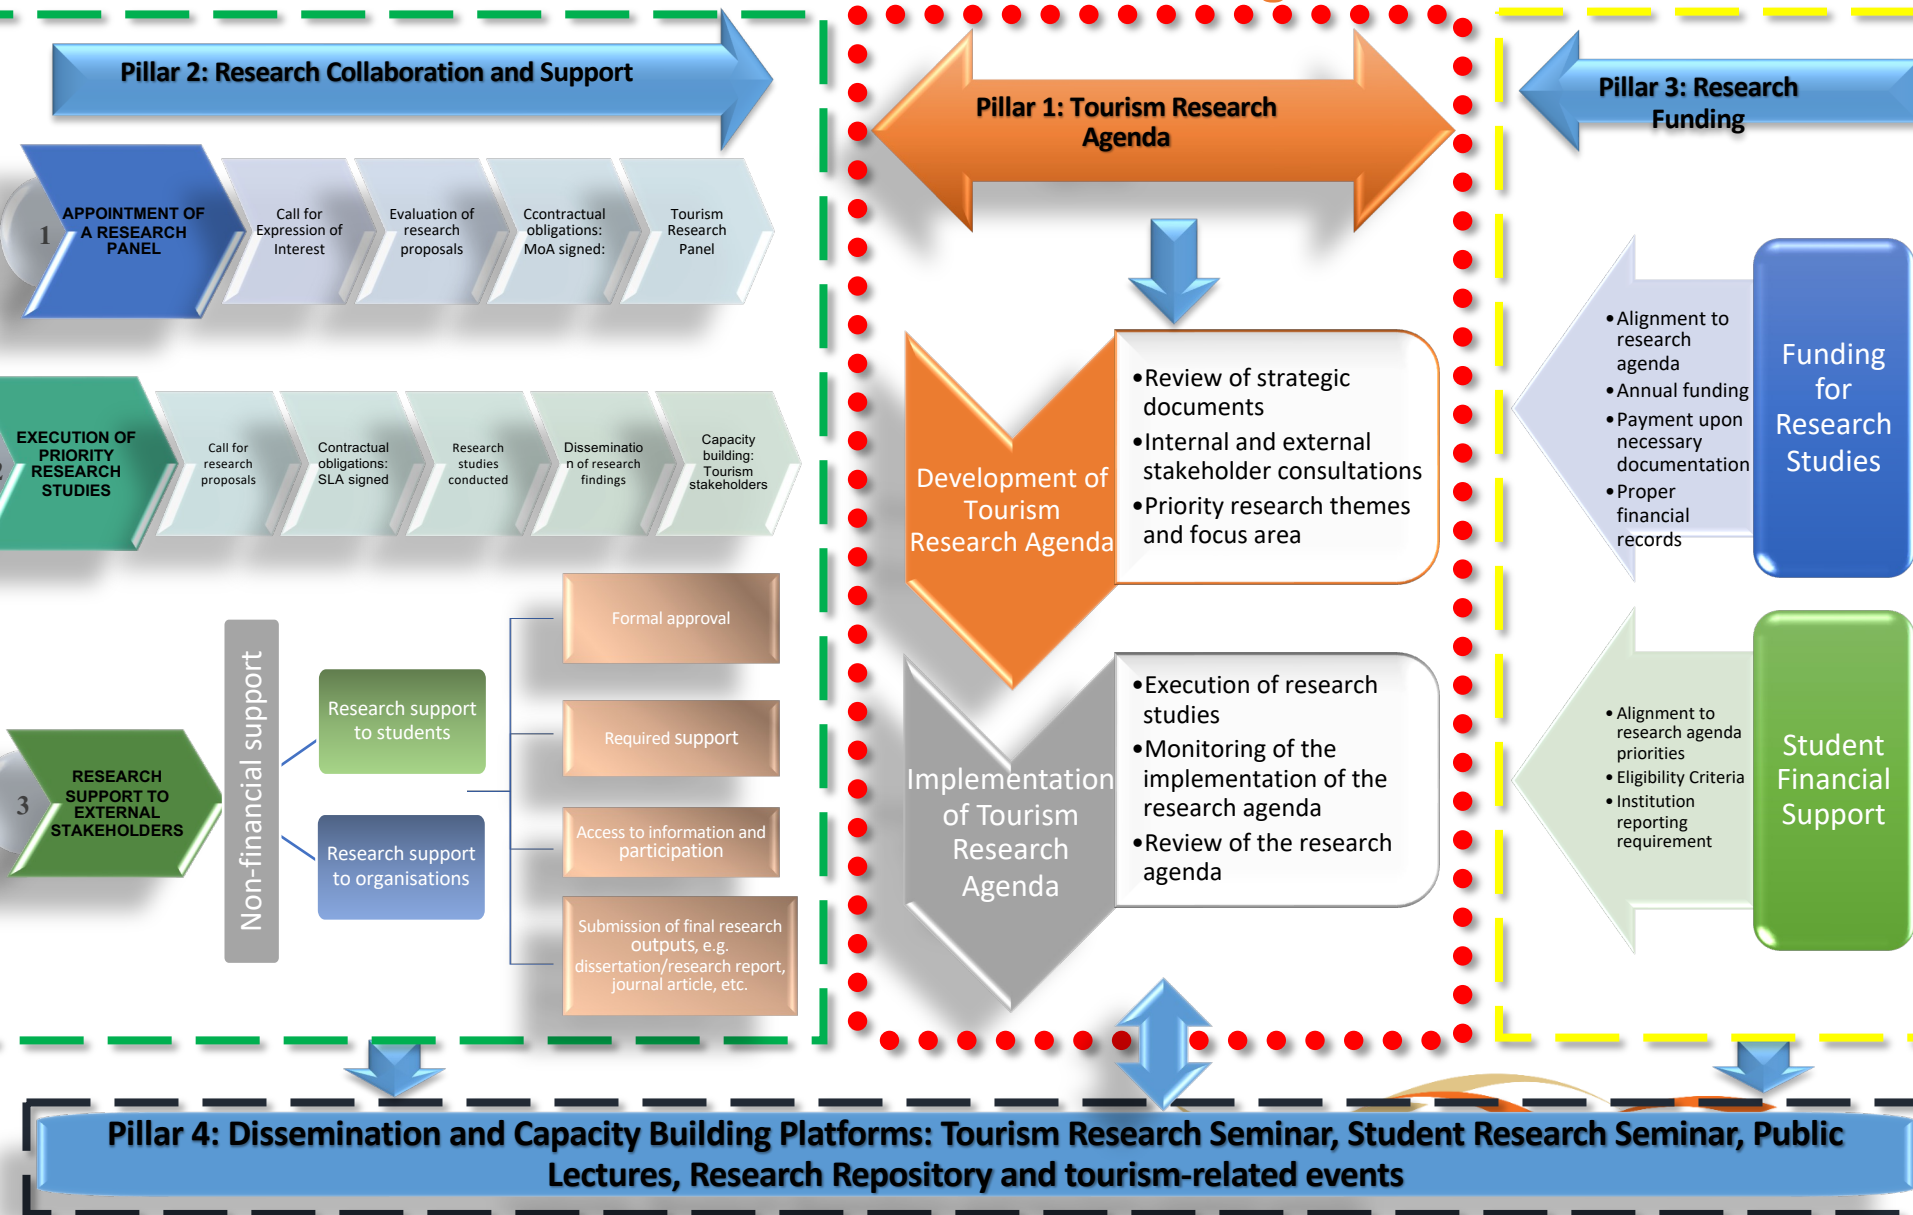 Pillar 2: Research Collaboration and Support
1
APPOINTMENT OF
A RESEARCH
PANEL
Call for
Expression of
Interest
Evaluation of
research
proposals
Ccontractual
obligations:
MoA signed:
Tourism
Research
Panel
2
EXECUTION OF
PRIORITY
RESEARCH
STUDIES
Call for
research
proposals
Contractual
obligations:
SLA signed
Research
studies
conducted
Disseminatio
n of research
findings
Capacity
building:
Tourism
stakeholders
3
RESEARCH
SUPPORT TO
EXTERNAL
STAKEHOLDERS
Non-financial support
Research support
to students
Research support
to organisations
Formal approval
Required support
Access to information and
participation
Submission of final research
outputs, e.g.
dissertation/research report,
journal article, etc.
Pillar 1: Tourism Research
Agenda
Development of
Tourism
Research Agenda
•Review of strategic
documents
•Internal and external
stakeholder consultations
•Priority research themes
and focus area
Implementation
of Tourism
Research
Agenda
•Execution of research
studies
•Monitoring of the
implementation of the
research agenda
•Review of the research
agenda
Pillar 3: Research
Funding
•Alignment to
research
agenda
•Annual funding
•Payment upon
necessary
documentation
•Proper
financial
records
Funding
for
Research
Studies
•Alignment to
research agenda
priorities
•Eligibility Criteria
•Institution
reporting
requirement
Student
Financial
Support
Pillar 4: Dissemination and Capacity Building Platforms: Tourism Research Seminar, Student Research Seminar, Public
Lectures, Research Repository and tourism-related events